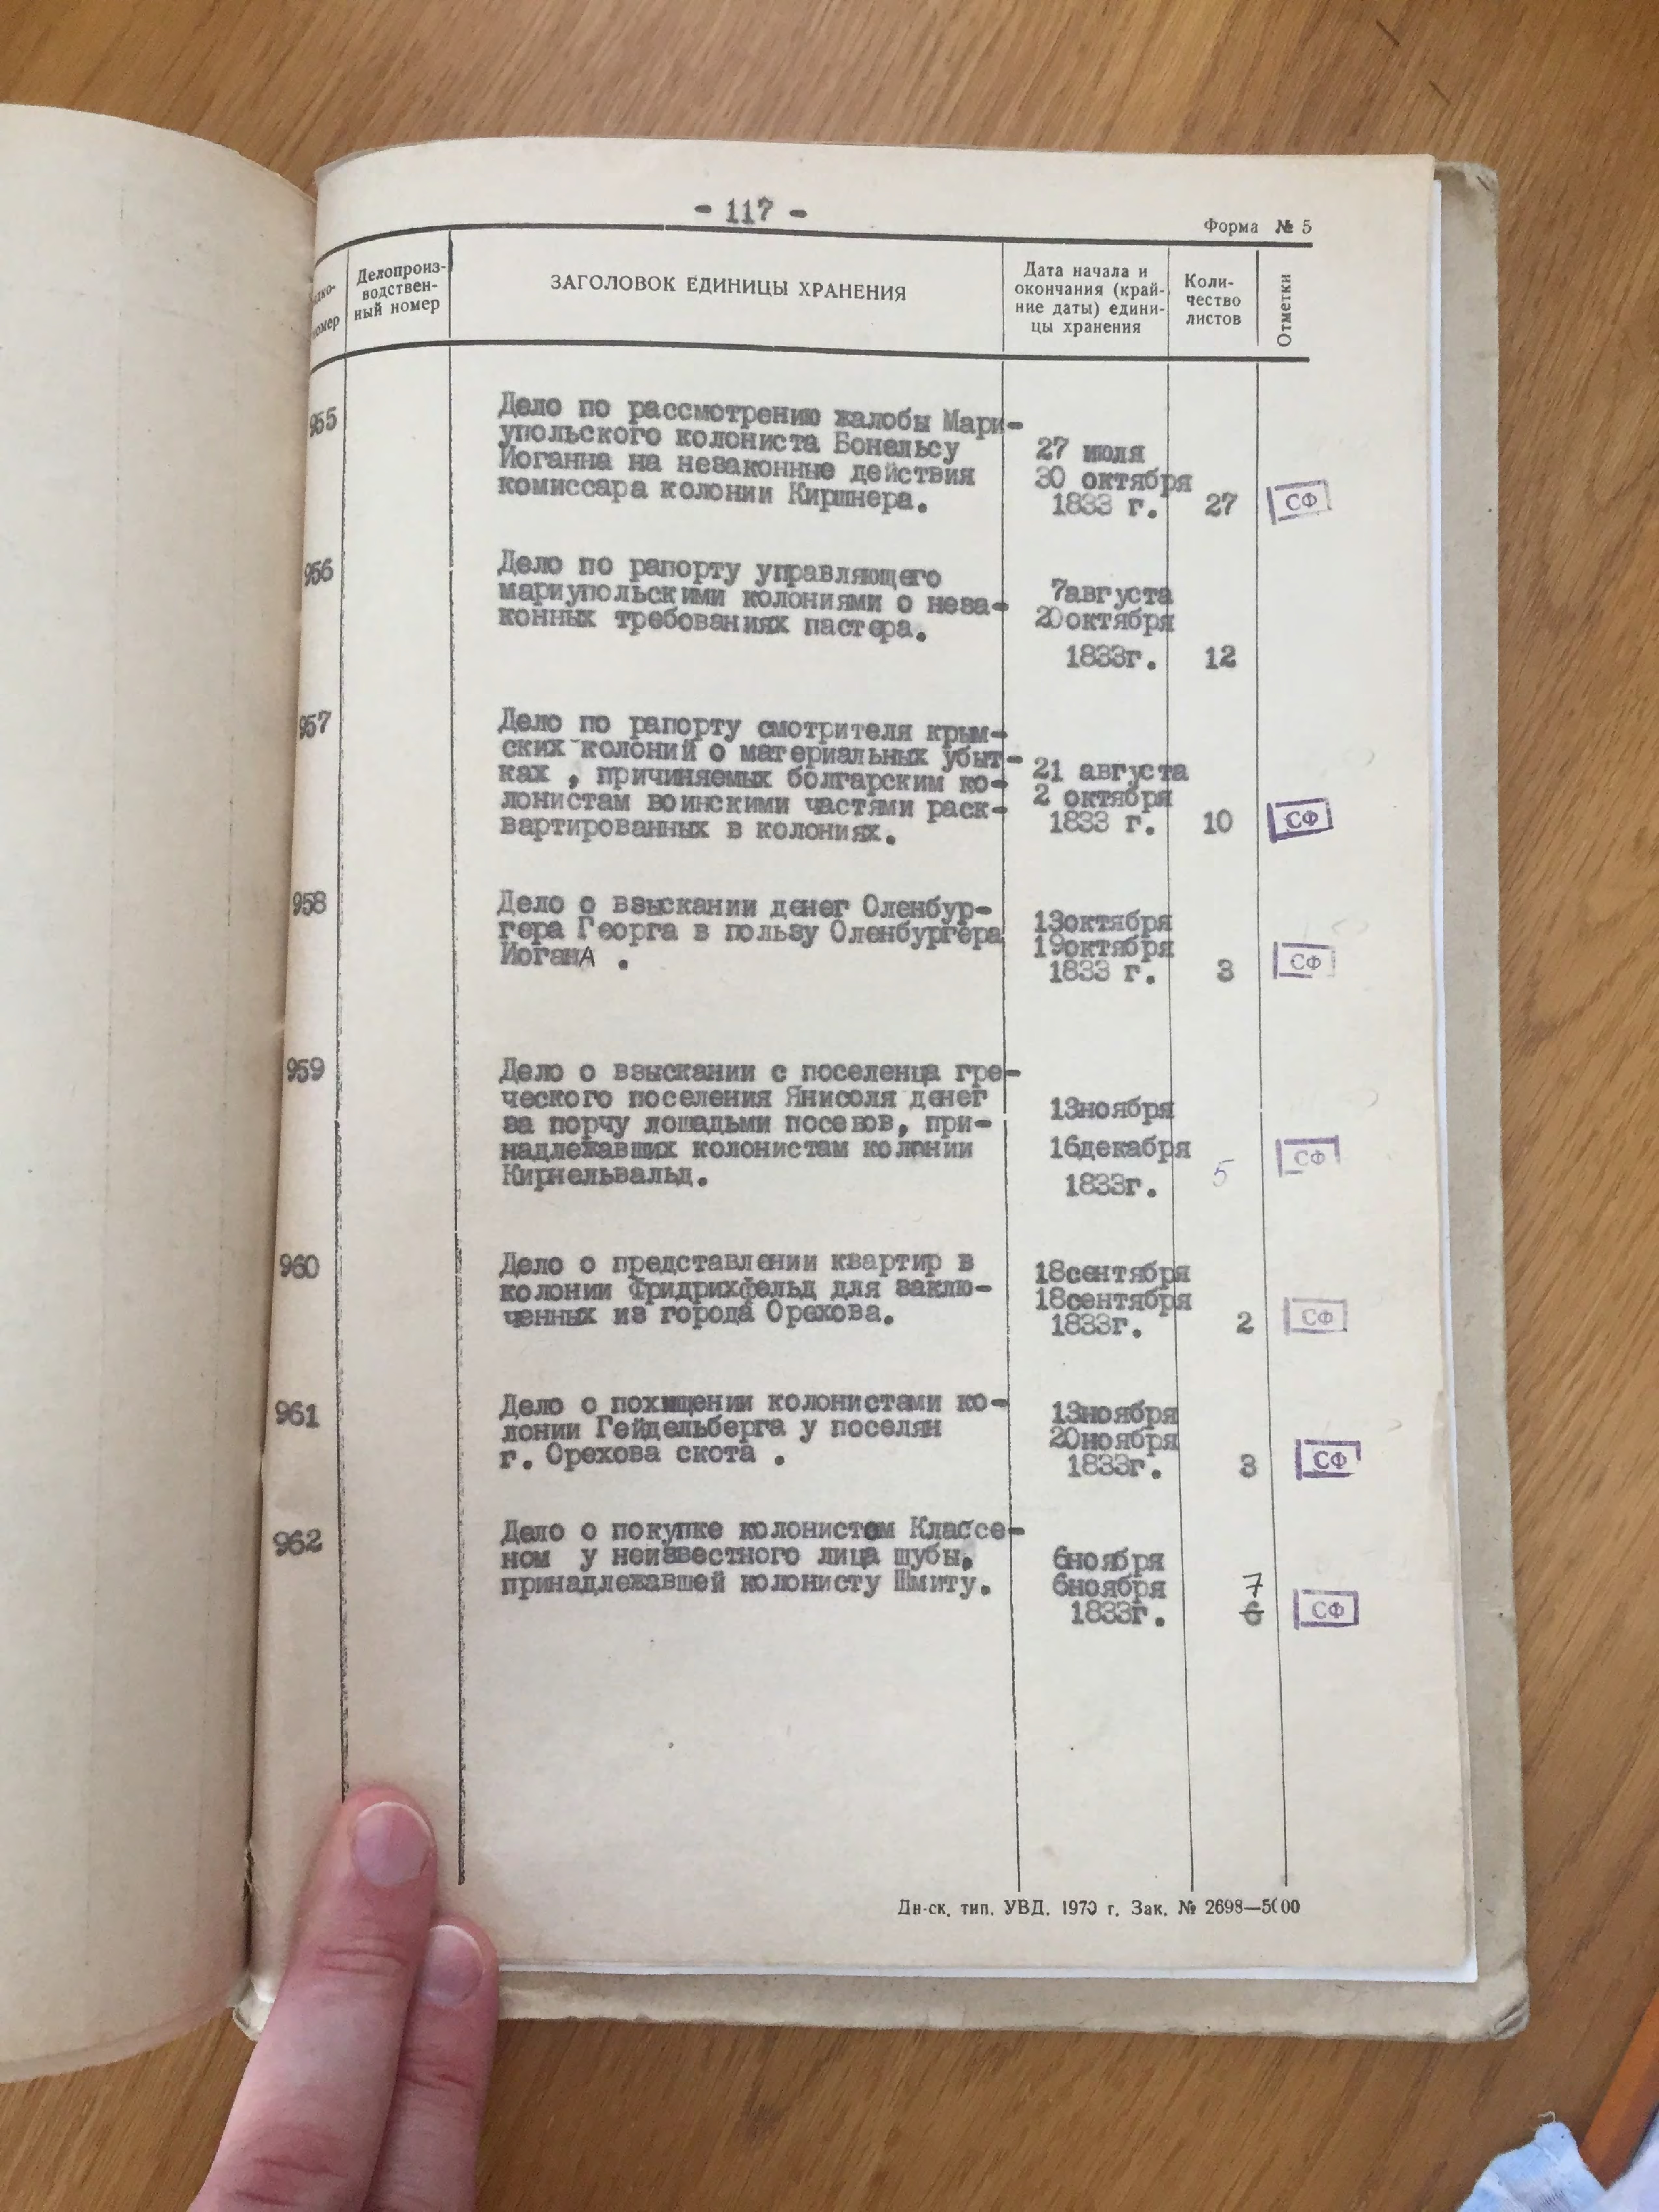 - 117 -
Форма № 5
Делопроиз-
водствен-
ный номер
ЗАГОЛОВОК ЕДИНИЦЫ ХРАНЕНИЯ
Дата начала и
окончания (край-
ние даты) едини-
цы хранения
Коли-
чество
листов
Отметки
955
Дело по рассмотрению жалобы Мари-
упольского колониста Бонельсу
Иоганна на незаконные действия
комиссара колонии Киршнера.
27 июля
30 октября
1833 г.
27
СФ
956
Дело по рапорту управляющего
мариупольскими колониями о неза-
конных требованиях пастора.
7августа
20октября
1833г.
12
957
Дело по рапорту смотрителя крым-
ских колоний о материальных убыт-
ках , причиняемых болгарским ко-
лонистам воинскими частями раск-
вартированных в колониях.
21 августа
2 октября
1833 г.
10
СФ
958
Дело о взыскании денег Оленбур-
гера Георга в пользу Оленбургера
ИоганА .
13октября
19октября
1833 г.
3
СФ
959
Дело о взыскании с поселенца гре-
ческого поселения Янисоля денег
за порчу лошадьми посевов, при-
надлежавших колонистам колонии
Кирнельвальд.
13ноября
16декабря
1833г.
5
СФ
960
Дело о представлении квартир в
колонии Фридрихфельд для заклю-
ченных из города Орехова.
18сентября
18сентября
1833г.
2
СФ
961
Дело о похищении колонистами ко-
лонии Гейдельберга у поселян
г. Орехова скота .
13ноября
20ноября
1833г.
3
СФ
962
Дело о покупке колонистом Классе-
ном у неизвестного лица шубы,
принадлежавшей колонисту Шмиту.
6ноября
6ноября
1833г.
7
6
СФ
Дн-ск. тип. УВД. 1970 г. Зак. № 2698—5000